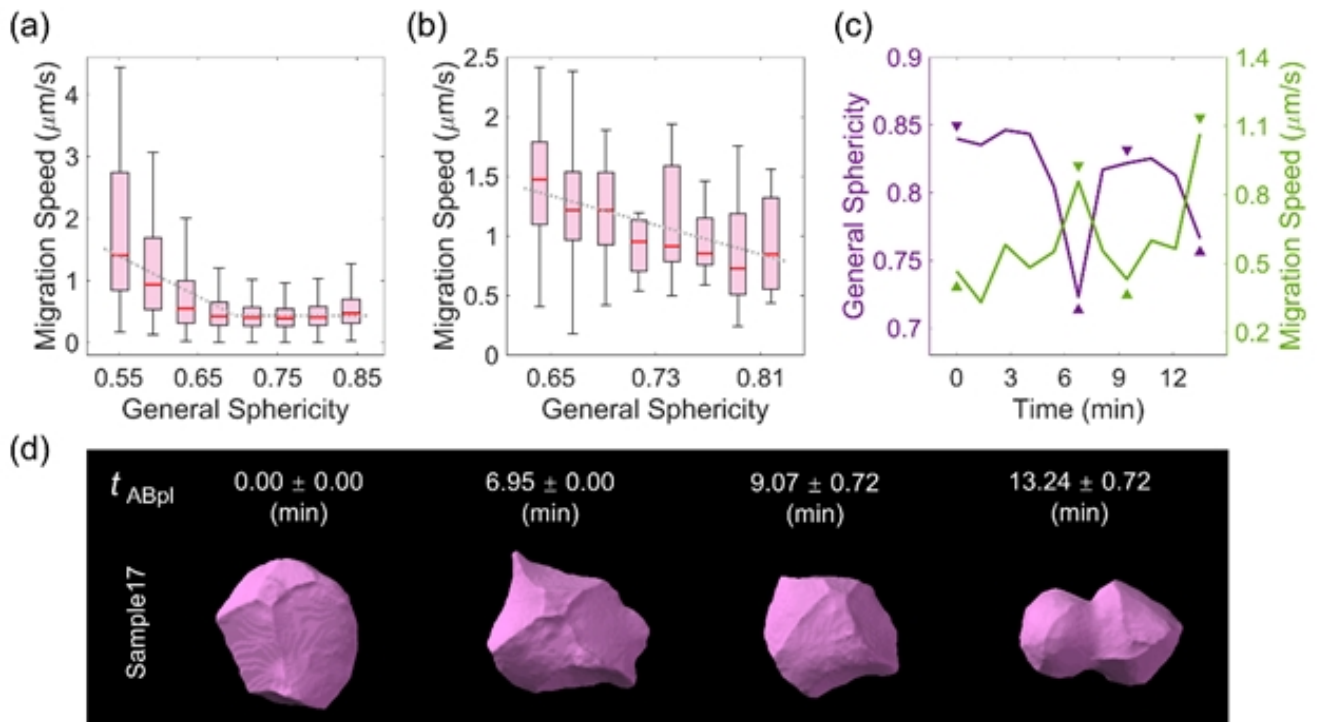 (a)
Migration Speed (μm/s)
4
3
2
1
0
0.55
0.65
0.75
0.85
General Sphericity
(b)
Migration Speed (μm/s)
2.5
2
1.5
1
0.5
0
0.65
0.73
0.81
General Sphericity
(c)
General Sphericity
0.9
0.85
0.8
0.75
0.7
Migration Speed (μm/s)
1.4
1.1
0.8
0.5
0.2
0
3
6
9
12
Time (min)
(d)
t ABpl
0.00 ± 0.00
(min)
6.95 ± 0.00
(min)
9.07 ± 0.72
(min)
13.24 ± 0.72
(min)
Sample17